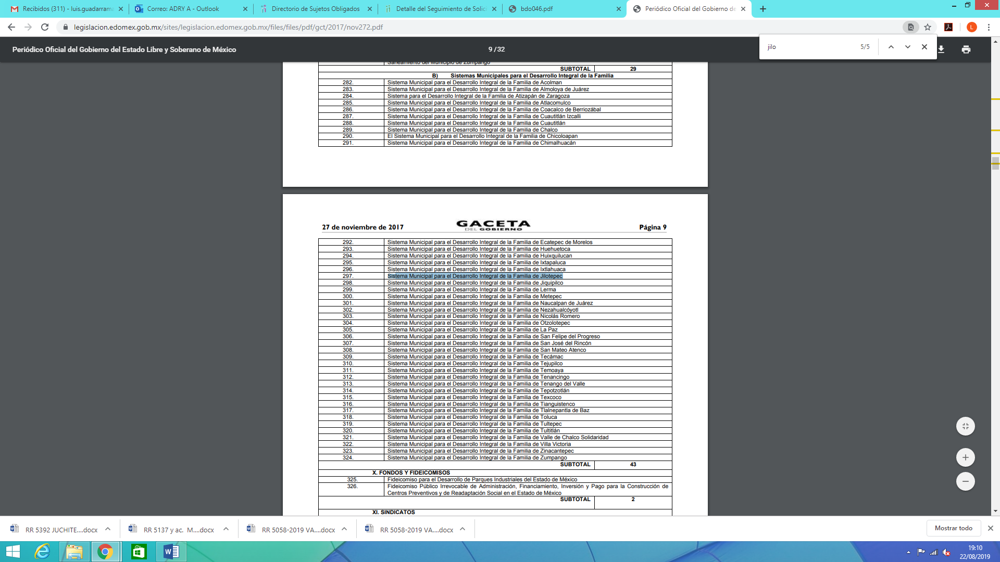 Recibidos (311) - luis.guadarrama
Correo: ADRY A - Outlook
Directorio de Sujetos Obligados
Detalle del Seguimiento de Solici
bdo046.pdf
Periódico Oficial del Gobierno de
legislacion.edomex.gob.mx/sites/legislacion.edomex.gob.mx/files/files/pdf/gct/2017/nov272.pdf
L
Periódico Oficial del Gobierno del Estado Libre y Soberano de México
9 / 32
jilo
5/5
Saneamiento del Municipio de Zumpango
SUBTOTAL 29
B) Sistemas Municipales para el Desarrollo Integral de la Familia
282. Sistema Municipal para el Desarrollo Integral de la Familia de Acolman
283. Sistema Municipal para el Desarrollo Integral de la Familia de Almoloya de Juárez
284. Sistema para el Desarrollo Integral de la Familia de Atizapán de Zaragoza
285. Sistema Municipal para el Desarrollo Integral de la Familia de Atlacomulco
286. Sistema Municipal para el Desarrollo Integral de la Familia de Coacalco de Berriozábal
287. Sistema Municipal para el Desarrollo Integral de la Familia de Cuautitlán Izcalli
288. Sistema Municipal para el Desarrollo Integral de la Familia de Cuautitlán
289. Sistema Municipal para el Desarrollo Integral de la Familia de Chalco
290. El Sistema Municipal para el Desarrollo Integral de la Familia de Chicoloapan
291. Sistema Municipal para el Desarrollo Integral de la Familia de Chimalhuacán
27 de noviembre de 2017
GACETA
DEL GOBIERNO
Página 9
292. Sistema Municipal para el Desarrollo Integral de la Familia de Ecatepec de Morelos
293. Sistema Municipal para el Desarrollo Integral de la Familia de Huehuetoca
294. Sistema Municipal para el Desarrollo Integral de la Familia de Huixquilucan
295. Sistema Municipal para el Desarrollo Integral de la Familia de Ixtapaluca
296. Sistema Municipal para el Desarrollo Integral de la Familia de Ixtlahuaca
297. Sistema Municipal para el Desarrollo Integral de la Familia de Jilotepec
298. Sistema Municipal para el Desarrollo Integral de la Familia de Jiquipilco
299. Sistema Municipal para el Desarrollo Integral de la Familia de Lerma
300. Sistema Municipal para el Desarrollo Integral de la Familia de Metepec
301. Sistema Municipal para el Desarrollo Integral de la Familia de Naucalpan de Juárez
302. Sistema Municipal para el Desarrollo Integral de la Familia de Nezahualcóyotl
303. Sistema Municipal para el Desarrollo Integral de la Familia de Nicolás Romero
304. Sistema Municipal para el Desarrollo Integral de la Familia de Otzolotepec
305. Sistema Municipal para el Desarrollo Integral de la Familia de La Paz
306. Sistema Municipal para el Desarrollo Integral de la Familia de San Felipe del Progreso
307. Sistema Municipal para el Desarrollo Integral de la Familia de San José del Rincón
308. Sistema Municipal para el Desarrollo Integral de la Familia de San Mateo Atenco
309. Sistema Municipal para el Desarrollo Integral de la Familia de Tecámac
310. Sistema Municipal para el Desarrollo Integral de la Familia de Tejupilco
311. Sistema Municipal para el Desarrollo Integral de la Familia de Temoaya
312. Sistema Municipal para el Desarrollo Integral de la Familia de Tenancingo
313. Sistema Municipal para el Desarrollo Integral de la Familia de Tenango del Valle
314. Sistema Municipal para el Desarrollo Integral de la Familia de Tepotzotlán
315. Sistema Municipal para el Desarrollo Integral de la Familia de Texcoco
316. Sistema Municipal para el Desarrollo Integral de la Familia de Tianguistenco
317. Sistema Municipal para el Desarrollo Integral de la Familia de Tlalnepantla de Baz
318. Sistema Municipal para el Desarrollo Integral de la Familia de Toluca
319. Sistema Municipal para el Desarrollo Integral de la Familia de Tultepec
320. Sistema Municipal para el Desarrollo Integral de la Familia de Tultitlán
321. Sistema Municipal para el Desarrollo Integral de la Familia de Valle de Chalco Solidaridad
322. Sistema Municipal para el Desarrollo Integral de la Familia de Villa Victoria
323. Sistema Municipal para el Desarrollo Integral de la Familia de Zinacantepec
324. Sistema Municipal para el Desarrollo Integral de la Familia de Zumpango
SUBTOTAL 43
X. FONDOS Y FIDEICOMISOS
325. Fideicomiso para el Desarrollo de Parques Industriales del Estado de México
326. Fideicomiso Público Irrevocable de Administración, Financiamiento, Inversión y Pago para la Construcción de
Centros Preventivos y de Readaptación Social en el Estado de México
SUBTOTAL 2
XI. SINDICATOS
RR 5392 JUCHITE....docx
RR 5137 y ac. M....docx
RR 5058-2019 VA....docx
RR 5058-2019 VA....docx
Mostrar todo
19:10
22/08/2019